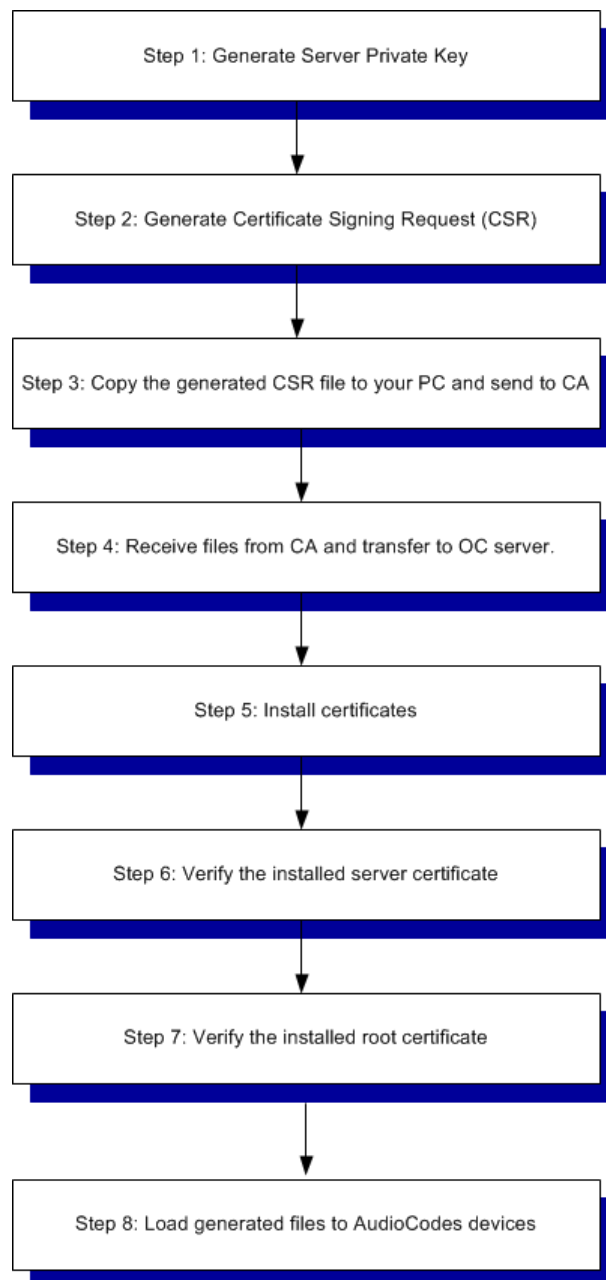 Step 1: Generate Server Private Key
Step 2: Generate Certificate Signing Request (CSR)
Step 3: Copy the generated CSR file to your PC and send to CA
Step 4: Receive files from CA and transfer to OC server.
Step 5: Install certificates
Step 6: Verify the installed server certificate
Step 7: Verify the installed root certificate
Step 8: Load generated files to AudioCodes devices